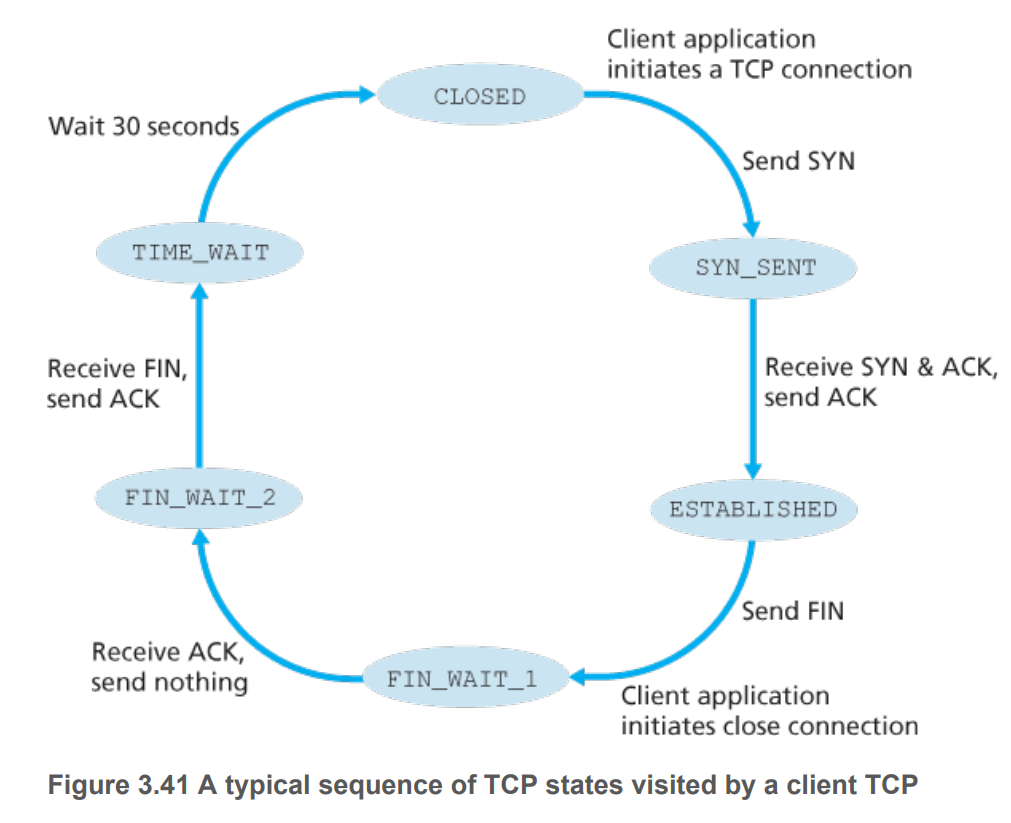 Client application
initiates a TCP connection
CLOSED
Wait 30 seconds
Send SYN
TIME_WAIT
SYN_SENT
Receive FIN,
send ACK
Receive SYN & ACK,
send ACK
FIN_WAIT_2
ESTABLISHED
Send FIN
Receive ACK,
send nothing
FIN_WAIT_1
Client application
initiates close connection
Figure 3.41 A typical sequence of TCP states visited by a client TCP